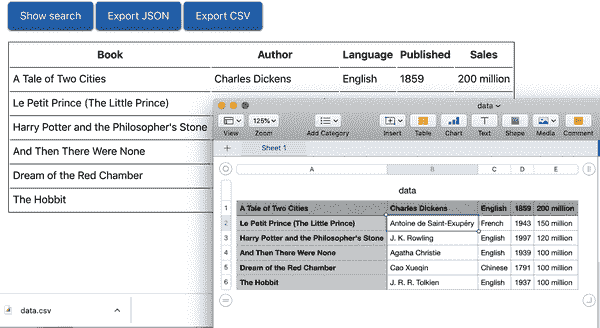 Show search Export JSON Export CSV
Book Author Language Published Sales
A Tale of Two Cities Charles Dickens English 1859 200 million
Le Petit Prince (The Little Prince)
Harry Potter and the Philosopher's Stone
And Then There Were None
Dream of the Red Chamber
The Hobbit
data
125%
View Zoom Add Category Insert Table Chart Text Shape Media Comment
+ Sheet 1
A B C D E
data
1 A Tale of Two Cities Charles Dickens English 1859 200 million
2 Le Petit Prince (The Little Prince) Antoine de Saint-Exupéry French 1943 150 million
3 Harry Potter and the Philosopher's Stone J. K. Rowling English 1997 120 million
4 And Then There Were None Agatha Christie English 1939 100 million
5 Dream of the Red Chamber Cao Xueqin Chinese 1791 100 million
6 The Hobbit J. R. R. Tolkien English 1937 100 million
data.csv